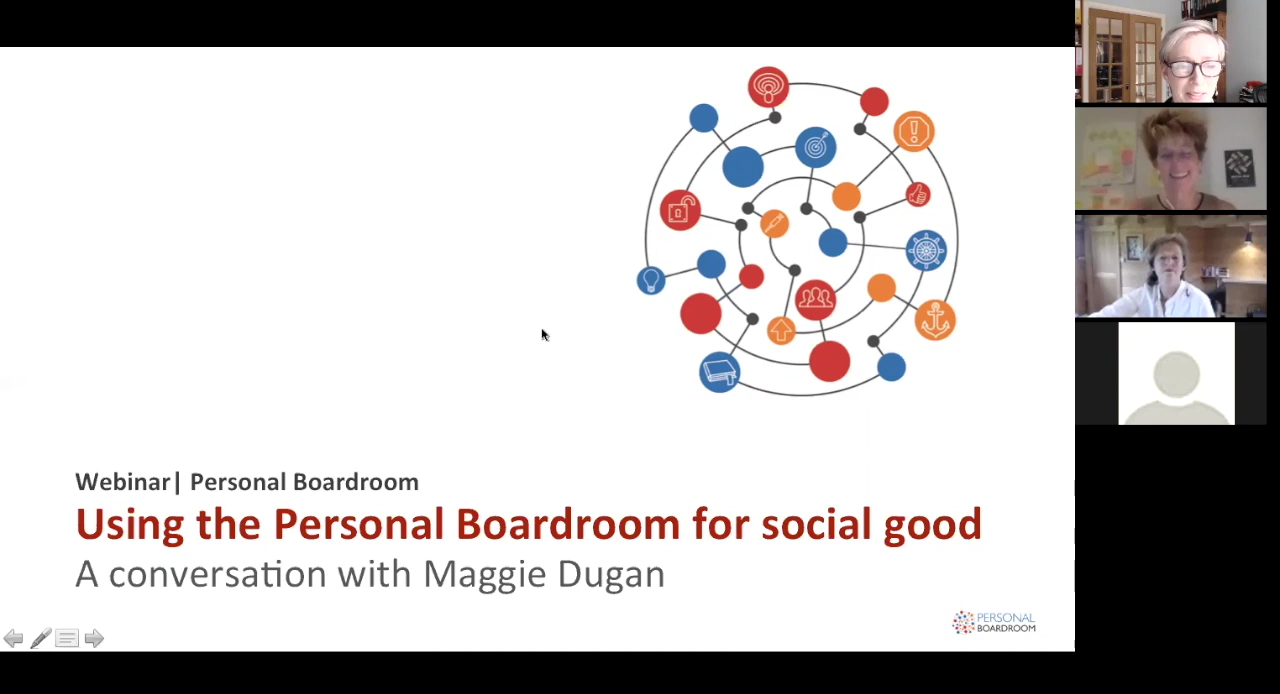 Webinar| Personal Boardroom
Using the Personal Boardroom for social good
A conversation with Maggie Dugan
PERSONAL
BOARDROOM